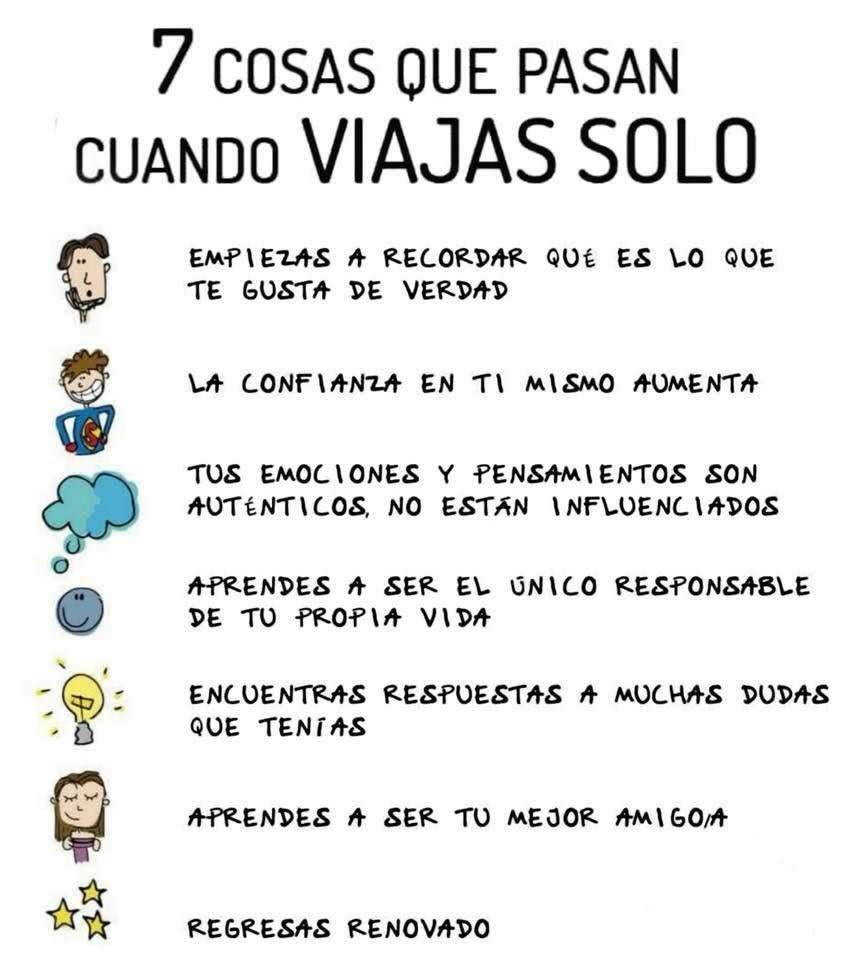 7 COSAS QUE PASAN
CUANDO VIAJAS SOLO
EMPIEZAS A RECORDAR QUÉ ES LO QUE
TE GUSTA DE VERDAD
LA CONFIANZA EN TI MISMO AUMENTA
TUS EMOCIONES Y PENSAMIENTOS SON
AUTÉNTICOS, NO ESTÁN INFLUENCIADOS
APRENDES A SER EL ÚNICO RESPONSABLE
DE TU PROPIA VIDA
ENCUENTRAS RESPUESTAS A MUCHAS DUDAS
QUE TENÍAS
APRENDES A SER TU MEJOR AMIGO/A
REGRESAS RENOVADO